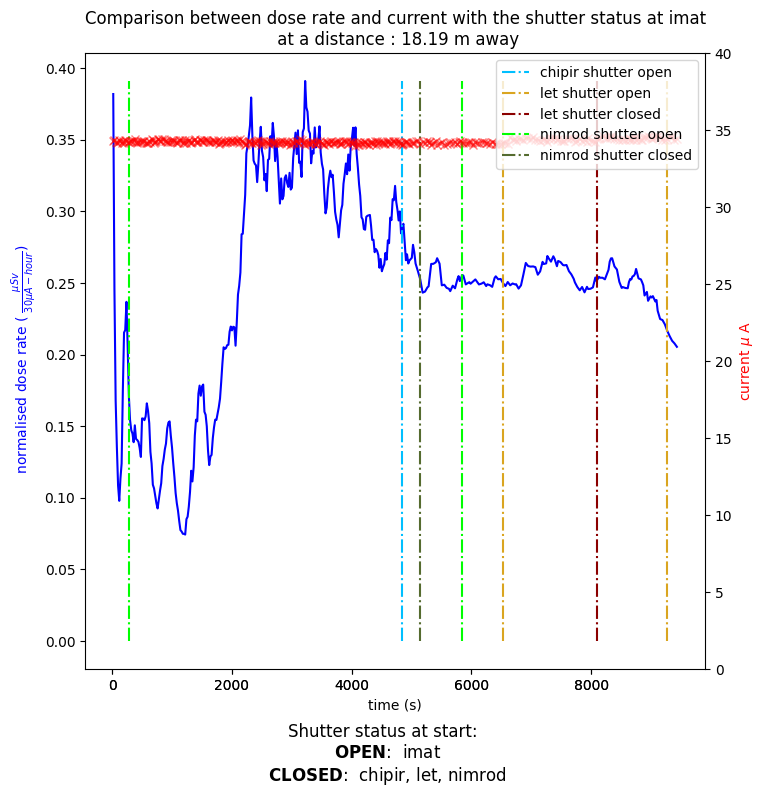 Comparison between dose rate and current with the shutter status at imat
at a distance : 18.19 m away
normalised dose rate ( μSv / 30μA − hour )
0.40
0.35
0.30
0.25
0.20
0.15
0.10
0.05
0.00
chipir shutter open
let shutter open
let shutter closed
nimrod shutter open
nimrod shutter closed
40
35
30
25
20
15
10
5
0
current μ A
0 2000 4000 6000 8000
time (s)
Shutter status at start:
OPEN: imat
CLOSED: chipir, let, nimrod